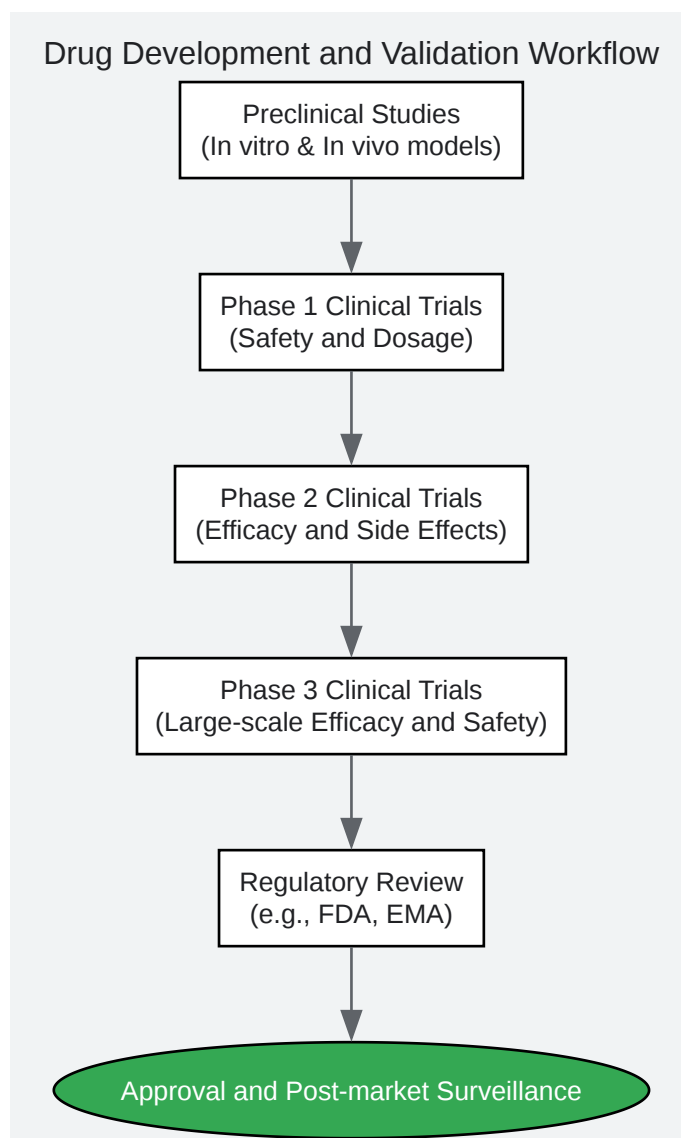 Drug Development and Validation Workflow
Preclinical Studies
(In vitro & In vivo models)
Phase 1 Clinical Trials
(Safety and Dosage)
Phase 2 Clinical Trials
(Efficacy and Side Effects)
Phase 3 Clinical Trials
(Large-scale Efficacy and Safety)
Regulatory Review
(e.g., FDA, EMA)
Approval and Post-market Surveillance